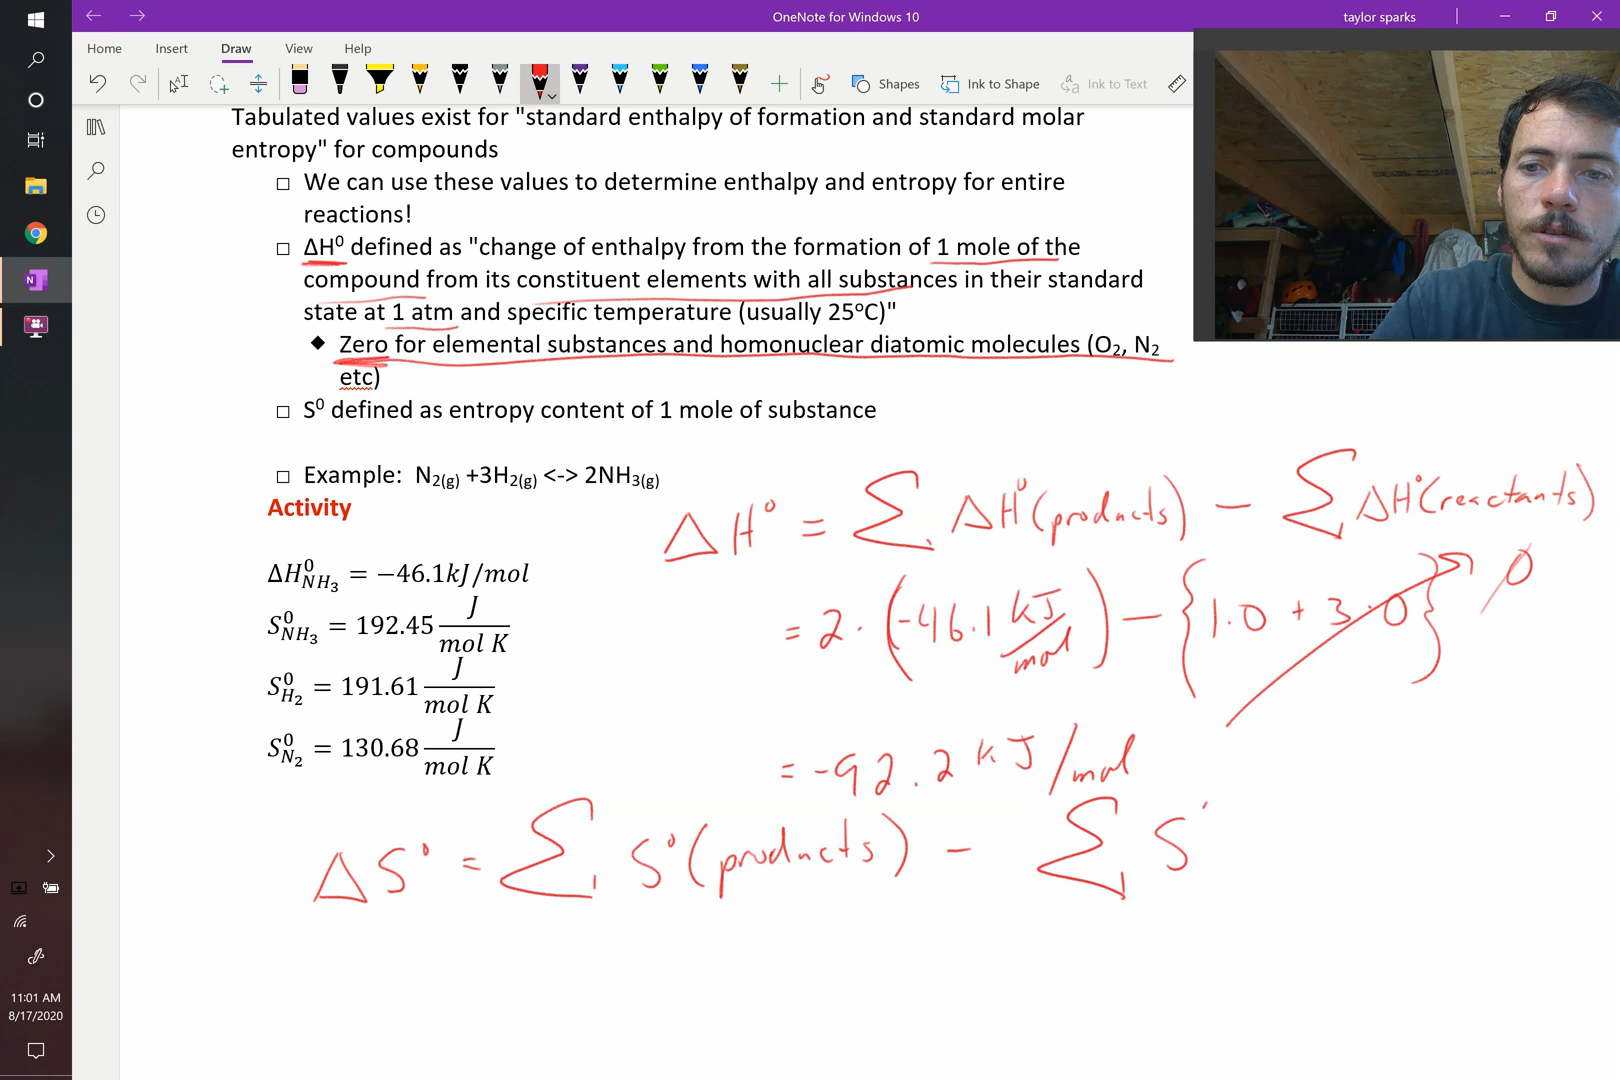 OneNote for Windows 10
taylor sparks
Home Insert Draw View Help
Shapes Ink to Shape Ink to Text
Tabulated values exist for "standard enthalpy of formation and standard molar
entropy" for compounds
We can use these values to determine enthalpy and entropy for entire
reactions!
ΔH⁰ defined as "change of enthalpy from the formation of 1 mole of the
compound from its constituent elements with all substances in their standard
state at 1 atm and specific temperature (usually 25°C)"
Zero for elemental substances and homonuclear diatomic molecules (O₂, N₂
etc)
S⁰ defined as entropy content of 1 mole of substance
Example: N₂(g) +3H₂(g) <-> 2NH₃(g)
Activity
ΔH⁰NH₃ = −46.1kJ/mol
S⁰NH₃ = 192.45 J/mol K
S⁰H₂ = 191.61 J/mol K
S⁰N₂ = 130.68 J/mol K
ΔH° = Σ ΔH°(products) − Σ ΔH°(reactants)
= 2 · (−46.1 kJ/mol) − {1·0 + 3·0} 0
= −92.2 kJ/mol
ΔS° = Σ S°(products) − Σ S'
11:01 AM
8/17/2020